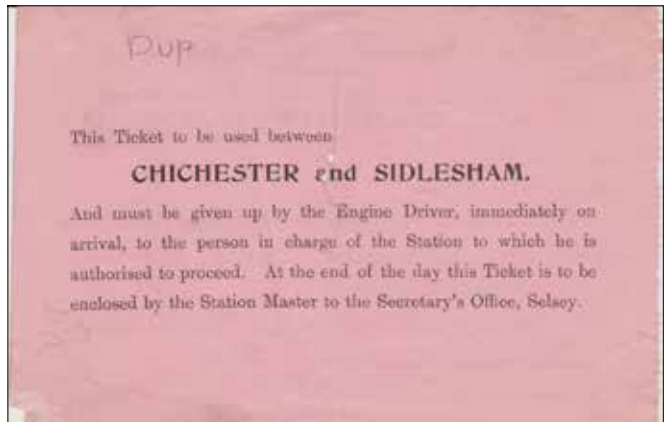 Dup
This Ticket to be used between
CHICHESTER and SIDLESHAM.
And must be given up by the Engine Driver, immediately on
arrival, to the person in charge of the Station to which he is
authorised to proceed. At the end of the day this Ticket is to be
enclosed by the Station Master to the Secretary's Office, Selsey.